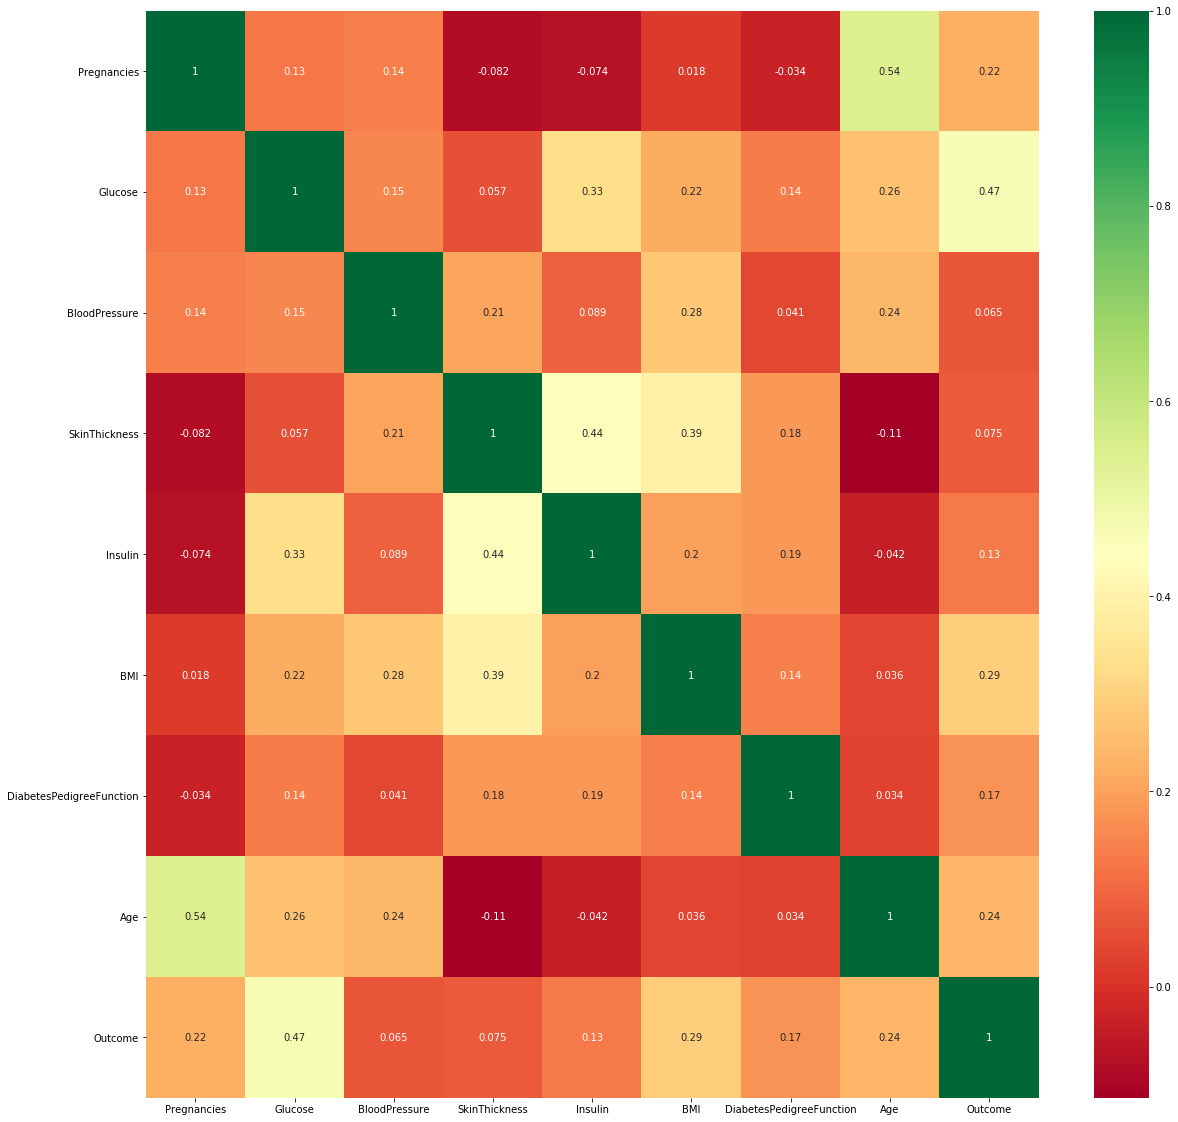 1.0
Pregnancies 1 0.13 0.14 -0.082 -0.074 0.018 -0.034 0.54 0.22
0.8
Glucose 0.13 1 0.15 0.057 0.33 0.22 0.14 0.26 0.47
BloodPressure 0.14 0.15 1 0.21 0.089 0.28 0.041 0.24 0.065
0.6
SkinThickness -0.082 0.057 0.21 1 0.44 0.39 0.18 -0.11 0.075
Insulin -0.074 0.33 0.089 0.44 1 0.2 0.19 -0.042 0.13
0.4
BMI 0.018 0.22 0.28 0.39 0.2 1 0.14 0.036 0.29
0.2
DiabetesPedigreeFunction -0.034 0.14 0.041 0.18 0.19 0.14 1 0.034 0.17
Age 0.54 0.26 0.24 -0.11 -0.042 0.036 0.034 1 0.24
0.0
Outcome 0.22 0.47 0.065 0.075 0.13 0.29 0.17 0.24 1
Pregnancies Glucose BloodPressure SkinThickness Insulin BMI DiabetesPedigreeFunction Age Outcome